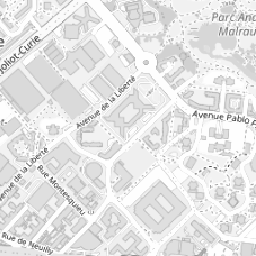 Parc And
Malrau
Joliot-Curie
Avenue de la Liberté
Avenue Pablo P
Avenue de la Liberté
Rue Montesquieu
Rue de Neuilly